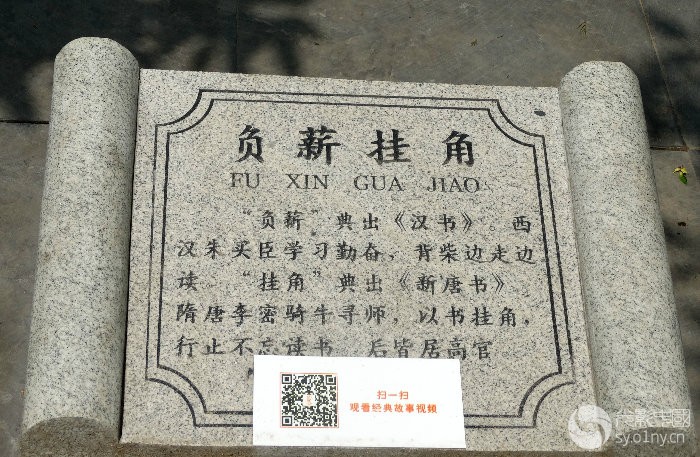 负薪挂角
FU XIN GUA JIAO
“负薪”典出《汉书》。西
汉朱买臣学习勤奋，背柴边走边
读。“挂角”典出《新唐书》
隋唐李密骑牛寻师，以书挂角，
行止不忘读书。后皆居高官
扫一扫
观看经典故事视频
sy.01ny.cn